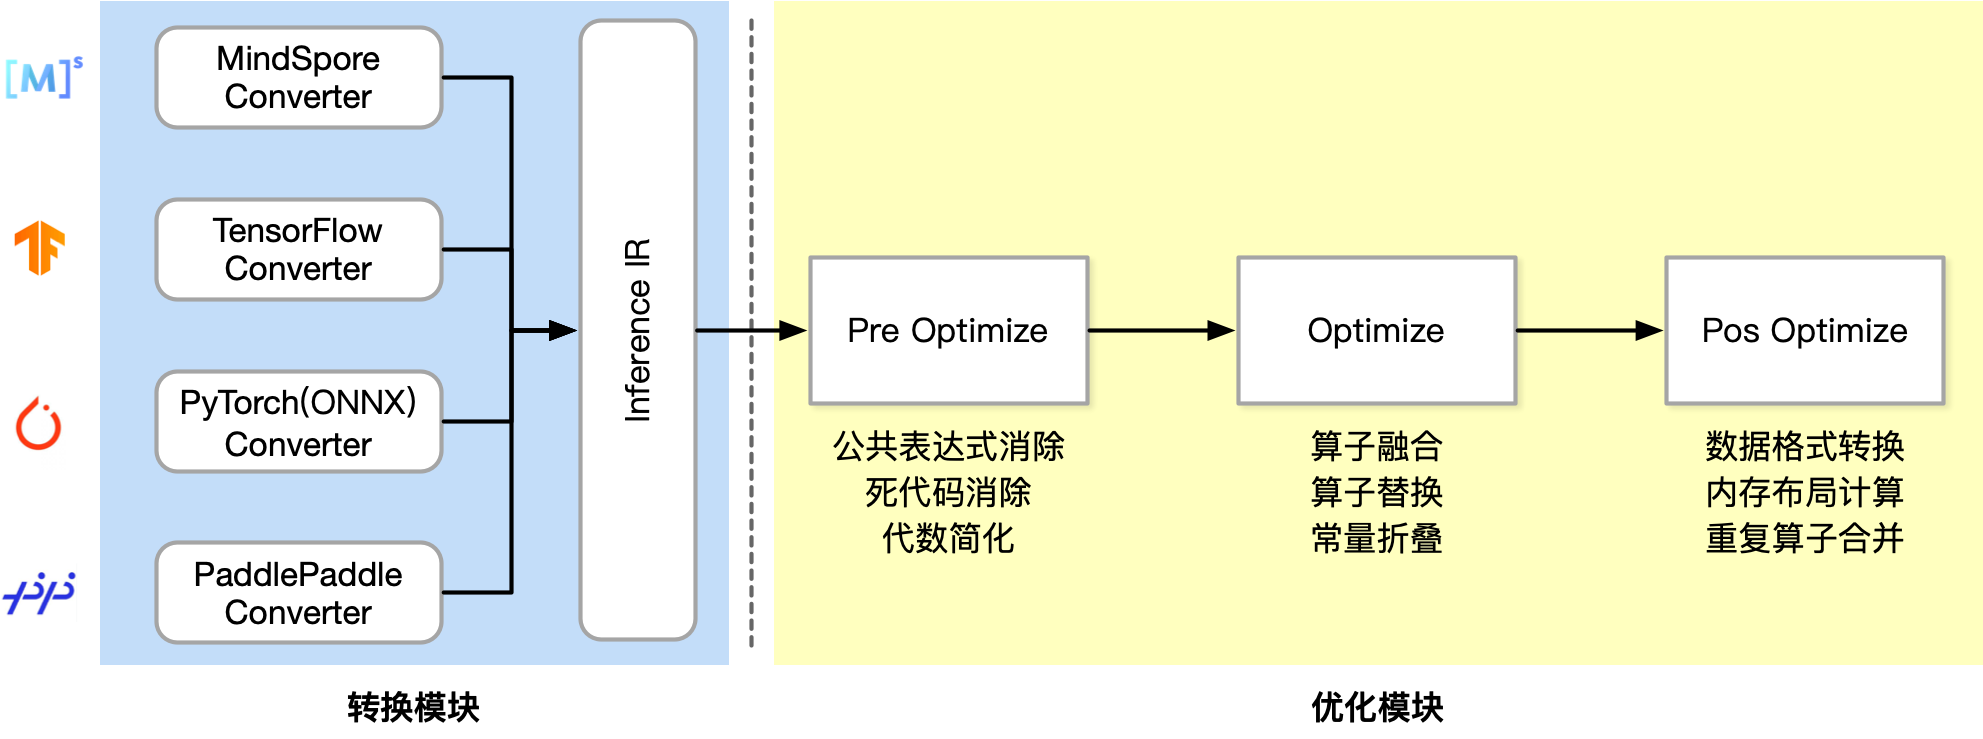 [M]s
MindSpore
Converter
TensorFlow
Converter
PyTorch(ONNX)
Converter
PaddlePaddle
Converter
Inference IR
转换模块
Pre Optimize
公共表达式消除
死代码消除
代数简化
Optimize
算子融合
算子替换
常量折叠
Pos Optimize
数据格式转换
内存布局计算
重复算子合并
优化模块